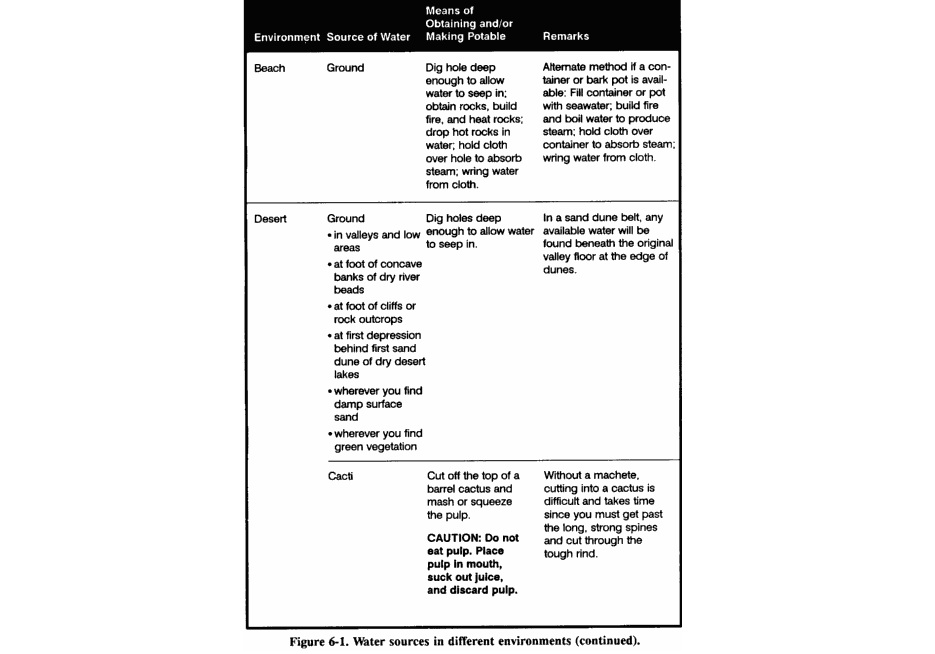 Environment Source of Water Means of Obtaining and/or Making Potable Remarks
Beach
Ground
Dig hole deep
enough to allow
water to seep in;
obtain rocks, build
fire, and heat rocks;
drop hot rocks in
water; hold cloth
over hole to absorb
steam; wring water
from cloth.
Alternate method if a con-
tainer or bark pot is avail-
able: Fill container or pot
with seawater; build fire
and boil water to produce
steam; hold cloth over
container to absorb steam;
wring water from cloth.
Desert
Ground
• in valleys and low
areas
• at foot of concave
banks of dry river
beads
• at foot of cliffs or
rock outcrops
• at first depression
behind first sand
dune of dry desert
lakes
• wherever you find
damp surface
sand
• wherever you find
green vegetation
Dig holes deep
enough to allow water
to seep in.
In a sand dune belt, any
available water will be
found beneath the original
valley floor at the edge of
dunes.
Cacti
Cut off the top of a
barrel cactus and
mash or squeeze
the pulp.
CAUTION: Do not
eat pulp. Place
pulp in mouth,
suck out juice,
and discard pulp.
Without a machete,
cutting into a cactus is
difficult and takes time
since you must get past
the long, strong spines
and cut through the
tough rind.
Figure 6-1. Water sources in different environments (continued).